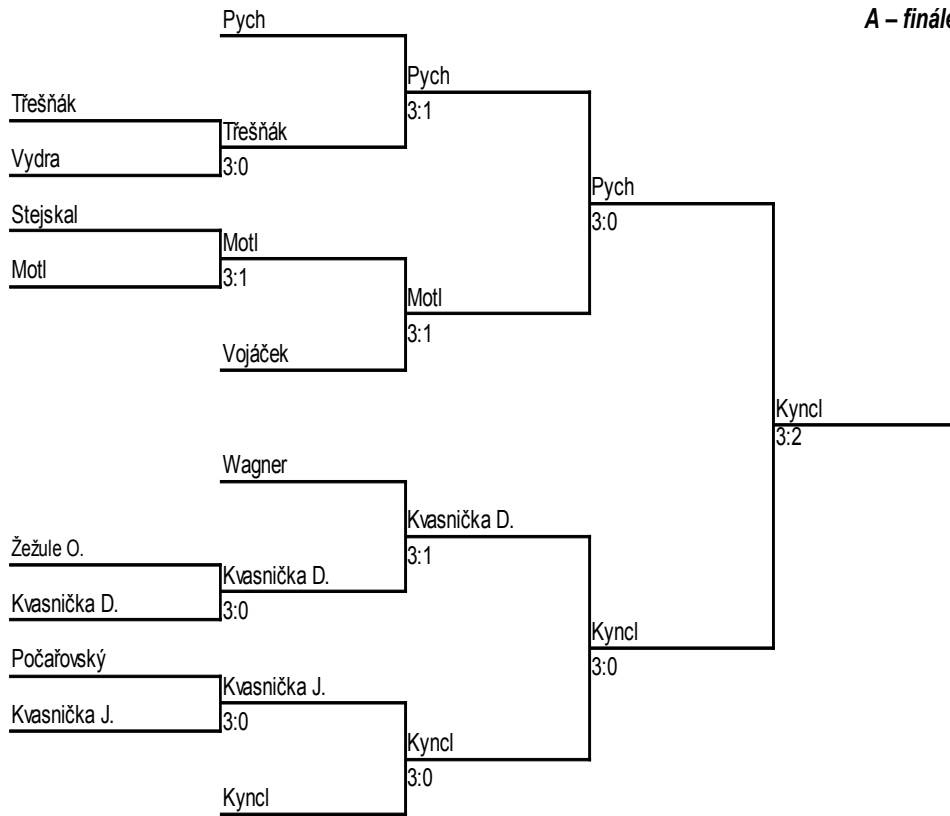 Pych
A – finále
Pych
3:1
Třešňák
Třešňák
3:0
Vydra
Pych
3:0
Stejskal
Motl
3:1
Motl
Motl
3:1
Vojáček
Kyncl
3:2
Wagner
Kvasnička D.
3:1
Žežule O.
Kvasnička D.
3:0
Kvasnička D.
Kyncl
3:0
Počařovský
Kvasnička J.
3:0
Kvasnička J.
Kyncl
3:0
Kyncl